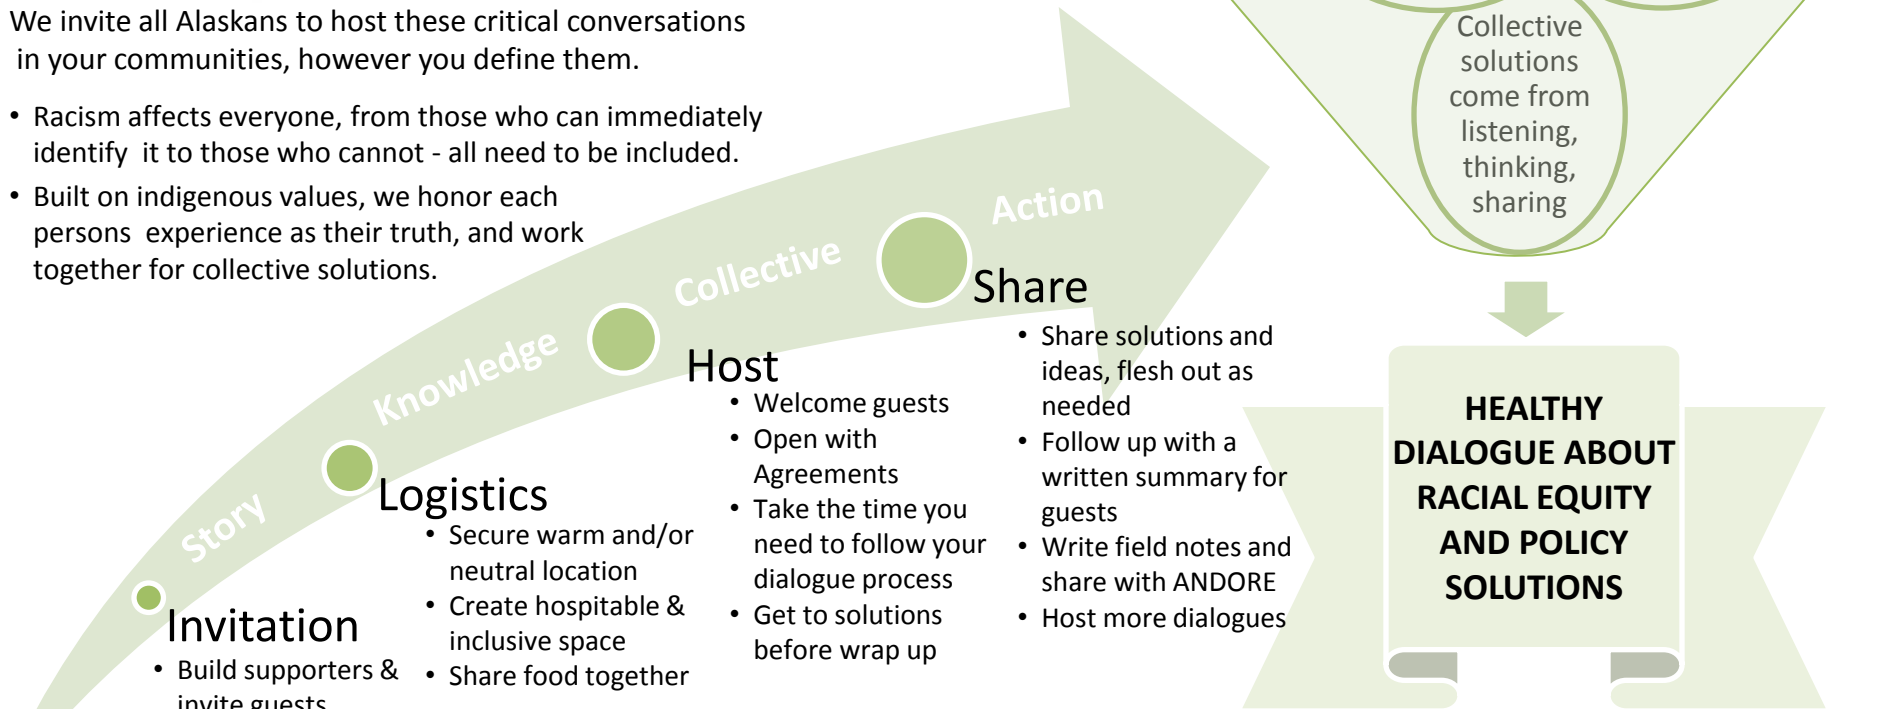 We invite all Alaskans to host these critical conversations
in your communities, however you define them.
• Racism affects everyone, from those who can immediately
identify it to those who cannot - all need to be included.
• Built on indigenous values, we honor each
persons experience as their truth, and work
together for collective solutions.
Story
Knowledge
Collective
Action
Invitation
• Build supporters &
invite guests
Logistics
• Secure warm and/or
neutral location
• Create hospitable &
inclusive space
• Share food together
Host
• Welcome guests
• Open with
Agreements
• Take the time you
need to follow your
dialogue process
• Get to solutions
before wrap up
Share
• Share solutions and
ideas, flesh out as
needed
• Follow up with a
written summary for
guests
• Write field notes and
share with ANDORE
• Host more dialogues
Collective
solutions
come from
listening,
thinking,
sharing
HEALTHY
DIALOGUE ABOUT
RACIAL EQUITY
AND POLICY
SOLUTIONS